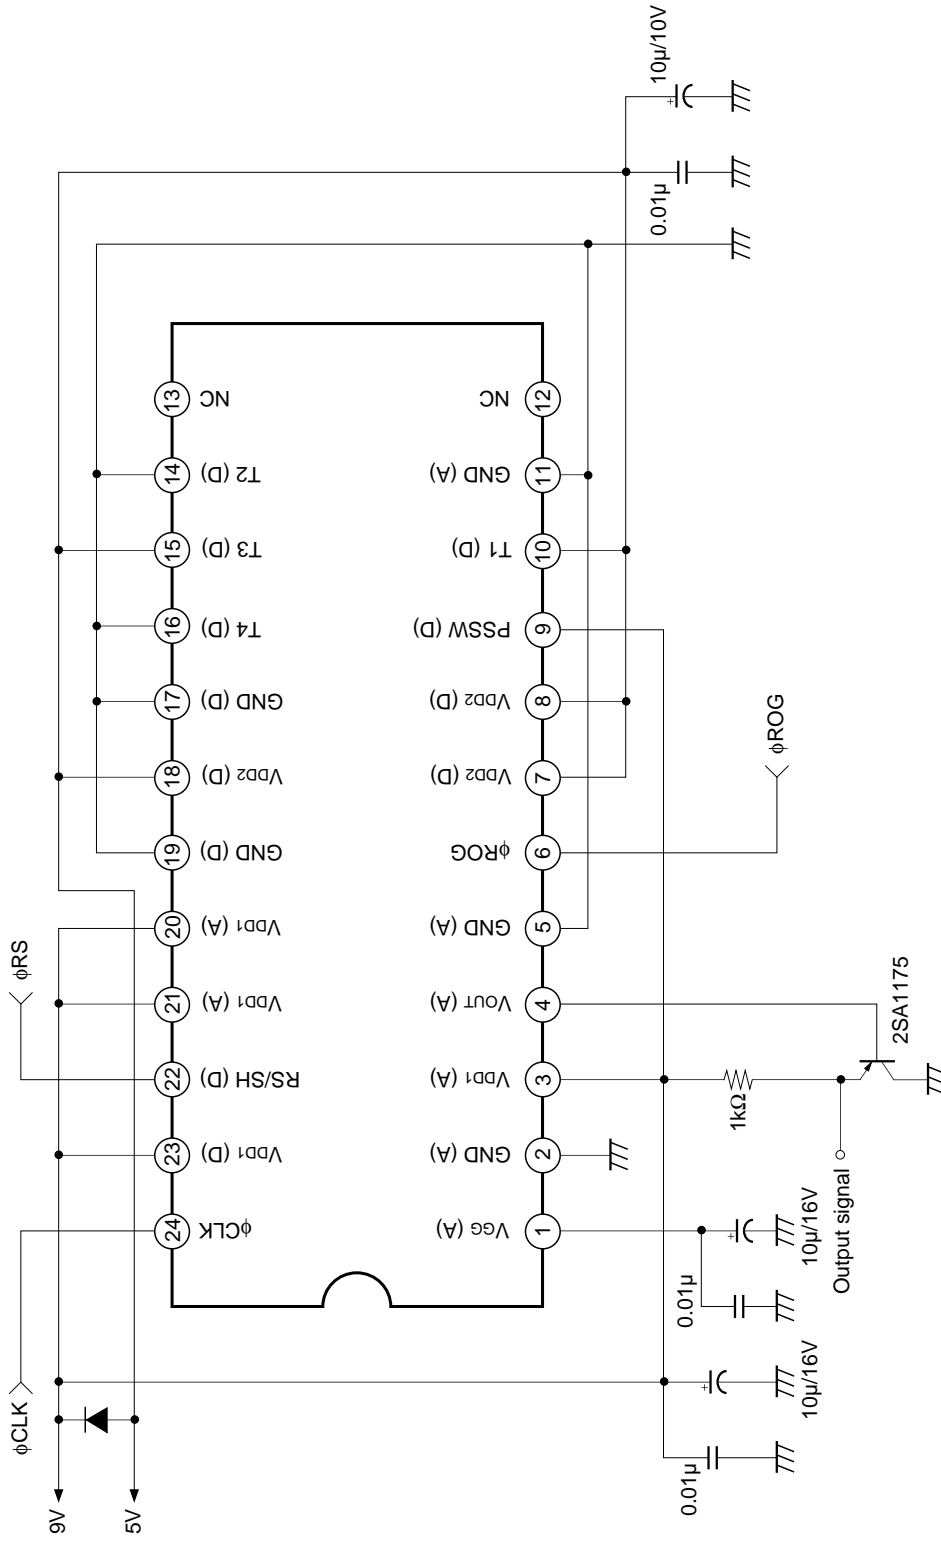 φCLK
9V
5V
φRS
24
φCLK
23
VDD1 (D)
22
RS/SH (D)
21
VDD1 (A)
20
VDD1 (A)
19
GND (D)
18
VDD2 (D)
17
GND (D)
16
T4 (D)
15
T3 (D)
14
T2 (D)
13
NC
VGG (A)
1
GND (A)
2
VDD1 (A)
3
VOUT (A)
4
GND (A)
5
φROG
6
VDD2 (D)
7
VDD2 (D)
8
PSSW (D)
9
T1 (D)
10
GND (A)
11
NC
12
0.01µ
+
10µ/16V
0.01µ
+
10µ/16V
1kΩ
Output signal
2SA1175
φROG
0.01µ
+
10µ/10V